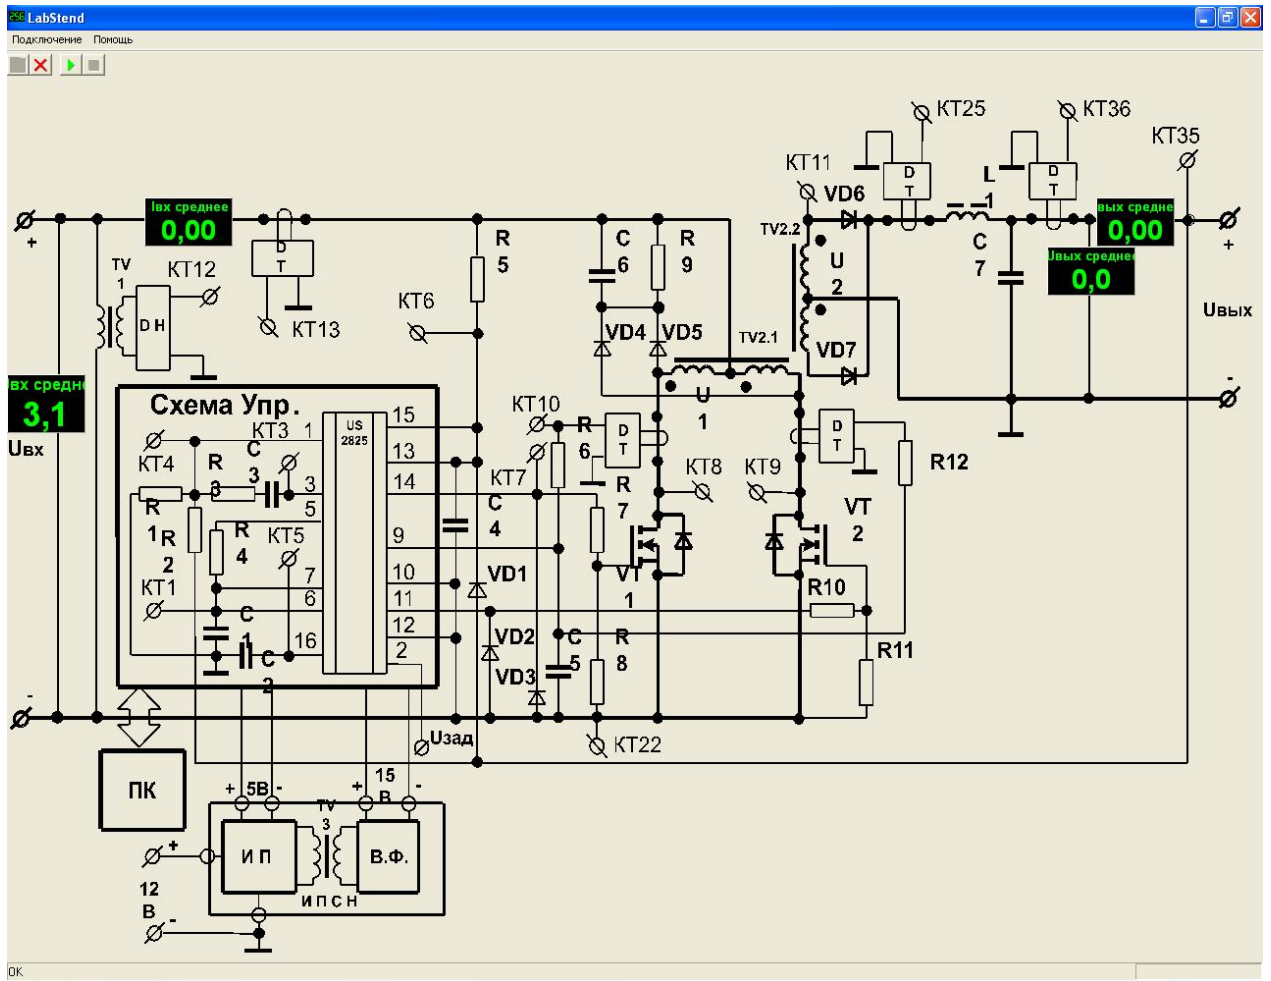 256 LabStend
Подключение Помощь
КТ25
КТ36
КТ35
КТ11
D
T
L
1
D
T
VD6
Iвх среднее
0,00
вых средне
0,00
+
+
TV2.2
R
5
C
6
R
9
U
2
C
7
Uвых среднее
0,0
TV
1
КТ12
D
T
D H
КТ13
КТ6
Uвых
VD4
VD5
TV2.1
VD7
вх средн
3,1
Uвх
-
U
1
Схема Упр.
US
2825
15
КТ10
R
6
D
T
D
T
КТ3
1
C
3
КТ4
R
3
13
КТ7
КТ8
КТ9
R12
3
14
R
7
C
4
VT
2
R
1
R
2
5
R
4
КТ5
9
7
10
VD1
VT
1
R10
КТ1
6
11
C
1
12
VD2
C
5
R
8
R11
16
2
C
2
VD3
-
Uзад
КТ22
ПК
+ 5В -
+ 15
В -
TV
3
И П
В.Ф.
+
12
В
-
И П С Н
OK